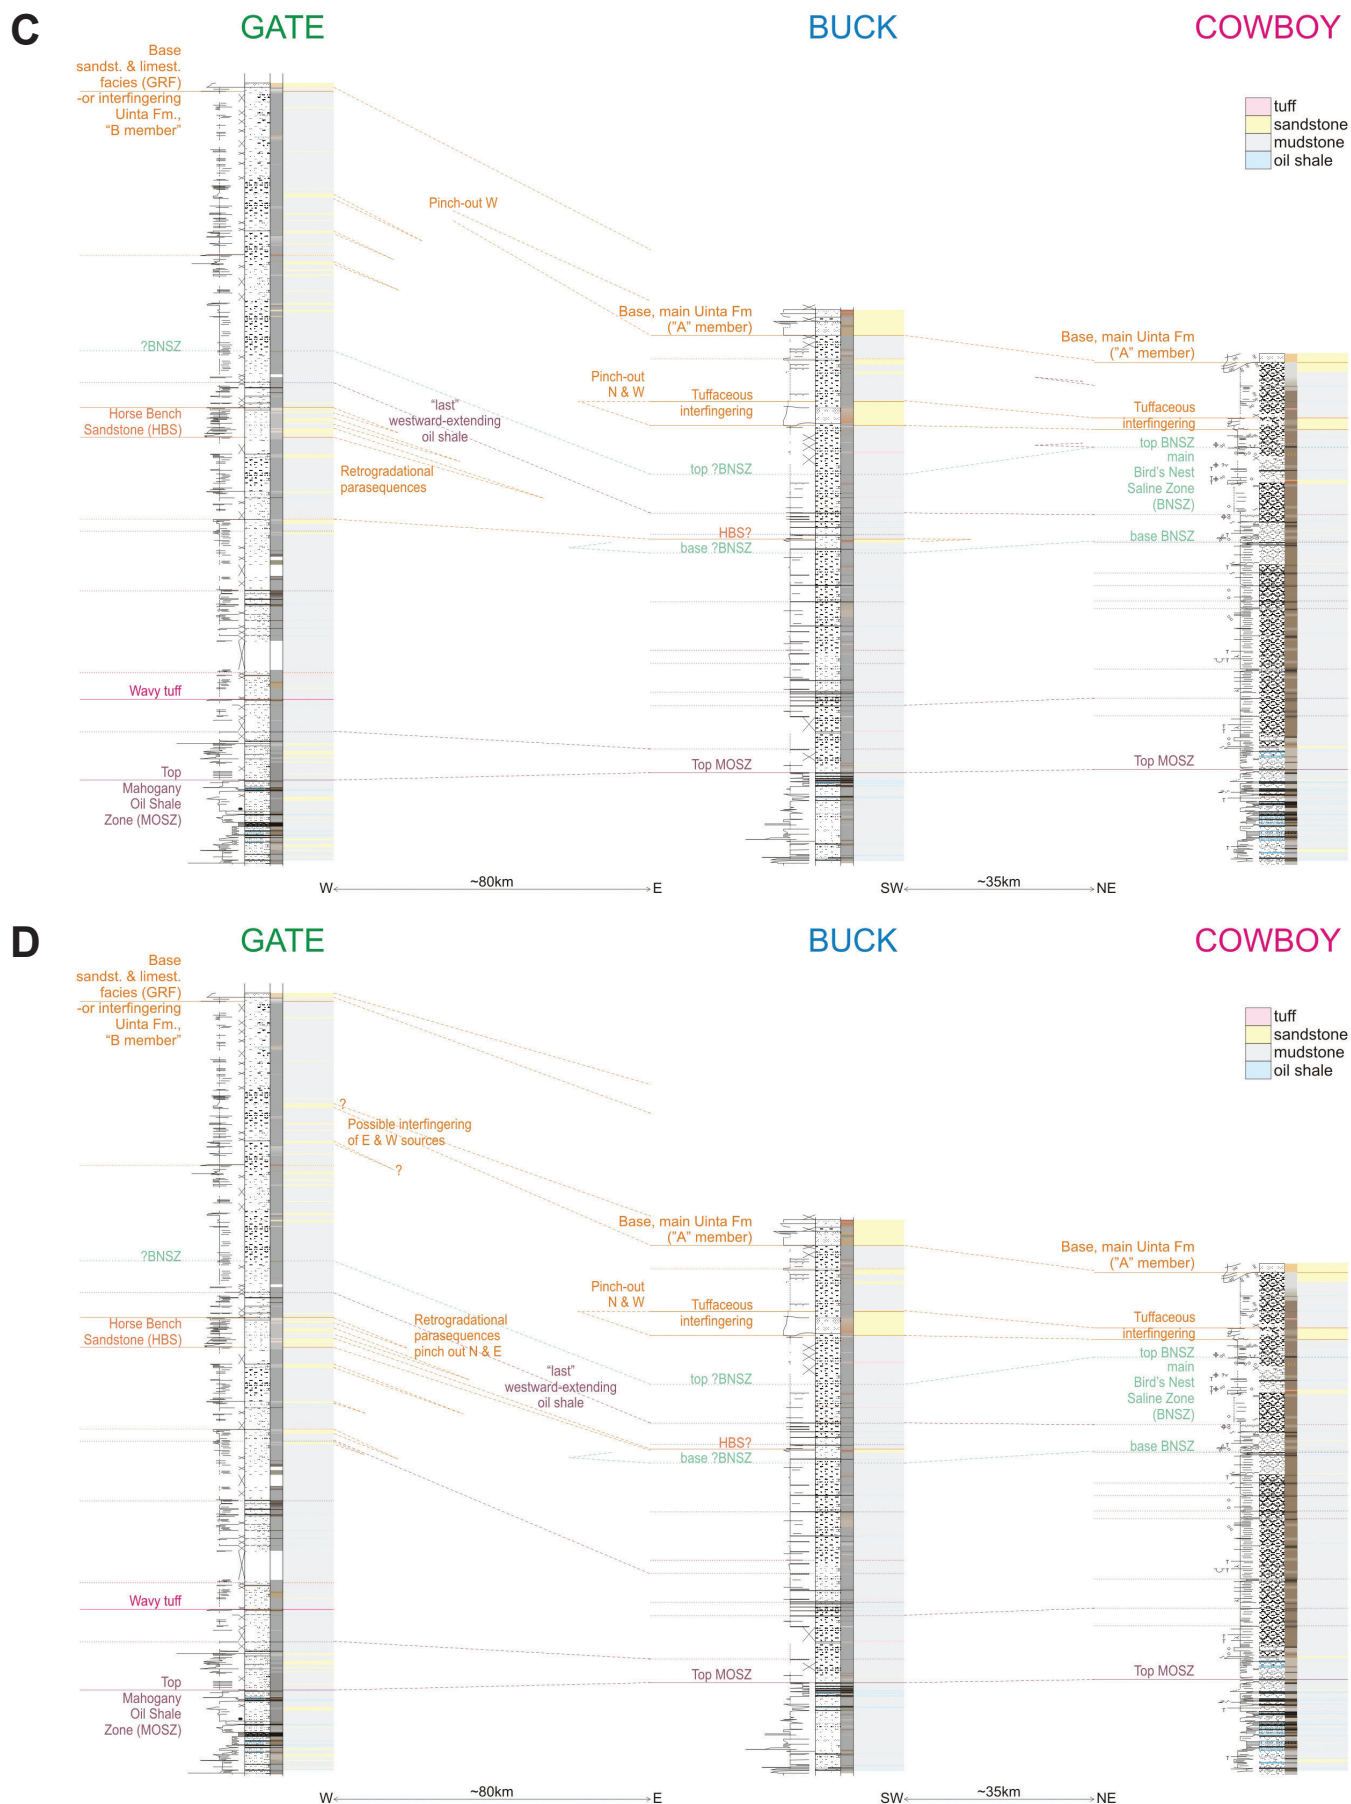 C
GATE
BUCK
COWBOY
Base
sandst. & limest.
facies (GRF)
-or interfingering
Uinta Fm.,
“B member”
tuff
sandstone
mudstone
oil shale
Pinch-out W
Base, main Uinta Fm
("A” member)
Base, main Uinta Fm
("A” member)
?BNSZ
Pinch-out
N & W
Tuffaceous
interfingering
“last”
westward-extending
oil shale
Horse Bench
Sandstone (HBS)
Tuffaceous
interfingering
top BNSZ
main
Bird’s Nest
Saline Zone
(BNSZ)
Retrogradational
parasequences
top ?BNSZ
HBS?
base ?BNSZ
base BNSZ
Wavy tuff
Top
Mahogany
Oil Shale
Zone (MOSZ)
Top MOSZ
Top MOSZ
W
~80km
E
SW
~35km
NE
D
GATE
BUCK
COWBOY
Base
sandst. & limest.
facies (GRF)
-or interfingering
Uinta Fm.,
“B member”
tuff
sandstone
mudstone
oil shale
?
Possible interfingering
of E & W sources
?
Base, main Uinta Fm
("A” member)
Base, main Uinta Fm
("A” member)
?BNSZ
Pinch-out
N & W
Tuffaceous
interfingering
Horse Bench
Sandstone (HBS)
Retrogradational
parasequences
pinch out N & E
Tuffaceous
interfingering
top BNSZ
main
Bird’s Nest
Saline Zone
(BNSZ)
“last”
westward-extending
oil shale
top ?BNSZ
HBS?
base ?BNSZ
base BNSZ
Wavy tuff
Top
Mahogany
Oil Shale
Zone (MOSZ)
Top MOSZ
Top MOSZ
W
~80km
E
SW
~35km
NE